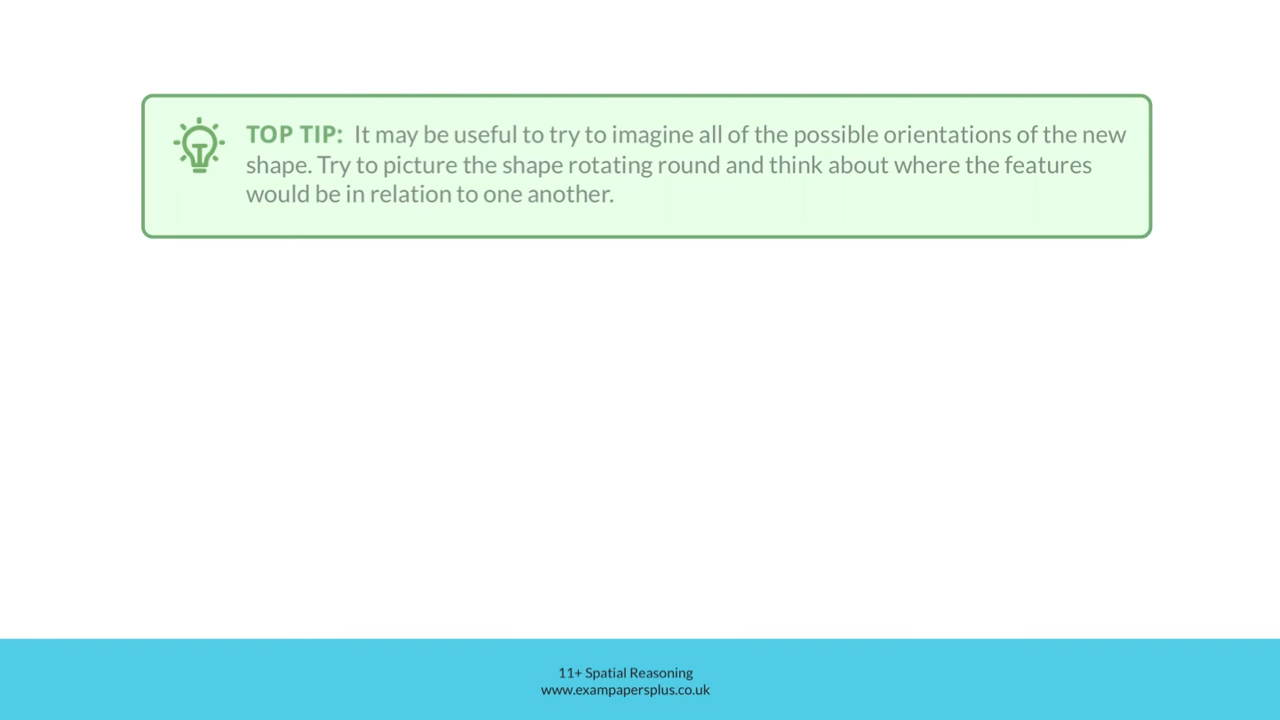 TOP TIP: It may be useful to try to imagine all of the possible orientations of the new
shape. Try to picture the shape rotating round and think about where the features
would be in relation to one another.
11+ Spatial Reasoning
www.exampapersplus.co.uk